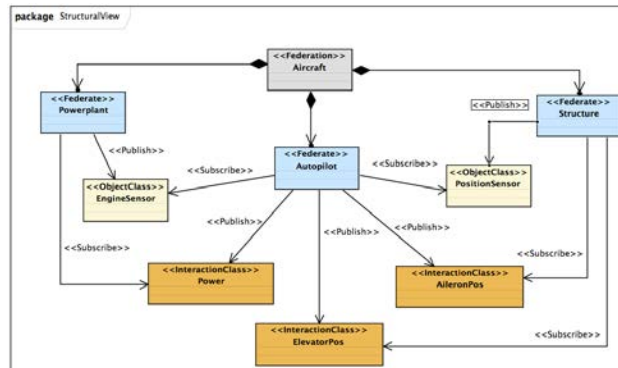 package StructuralView
<<Federation>>
Aircraft
<<Federate>>
Powerplant
<<Publish>>
<<Federate>>
Structure
<<Publish>>
<<Federate>>
Autopilot
<<Subscribe>>
<<Subscribe>>
<<ObjectClass>>
EngineSensor
<<ObjectClass>>
PositionSensor
<<Publish>>
<<Publish>>
<<Publish>>
<<Subscribe>>
<<Subscribe>>
<<InteractionClass>>
Power
<<InteractionClass>>
AileronPos
<<InteractionClass>>
ElevatorPos
<<Subscribe>>